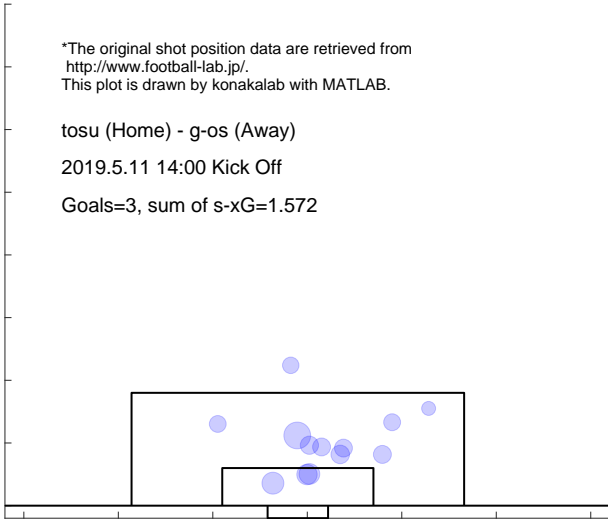 *The original shot position data are retrieved from
http://www.football-lab.jp/.
This plot is drawn by konakalab with MATLAB.
tosu (Home) - g-os (Away)
2019.5.11 14:00 Kick Off
Goals=3, sum of s-xG=1.572